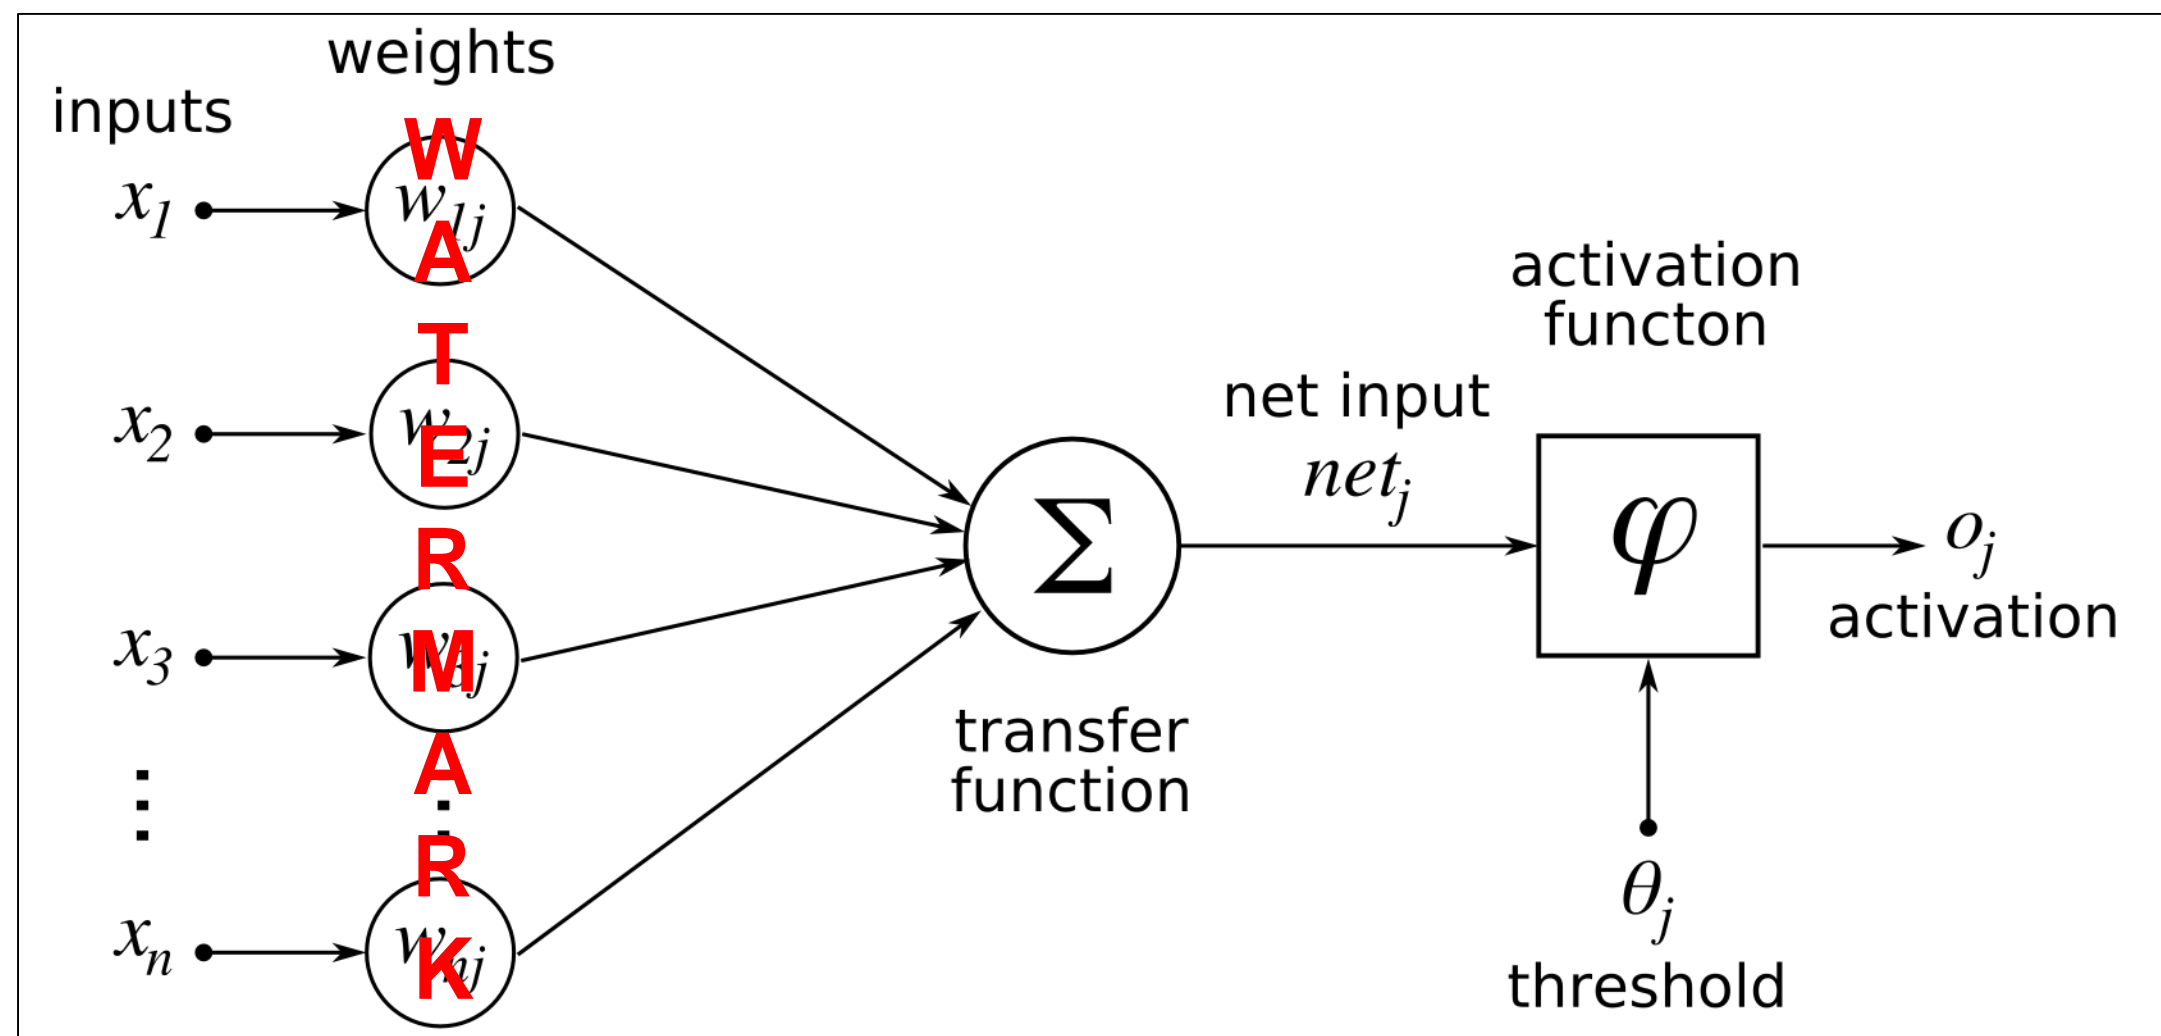 weights
inputs
W
A
T
E
R
M
A
R
K
x1
w1j
x2
w2j
x3
w3j
xn
wnj
Σ
transfer
function
net input
netj
activation
functon
φ
oj
activation
θj
threshold